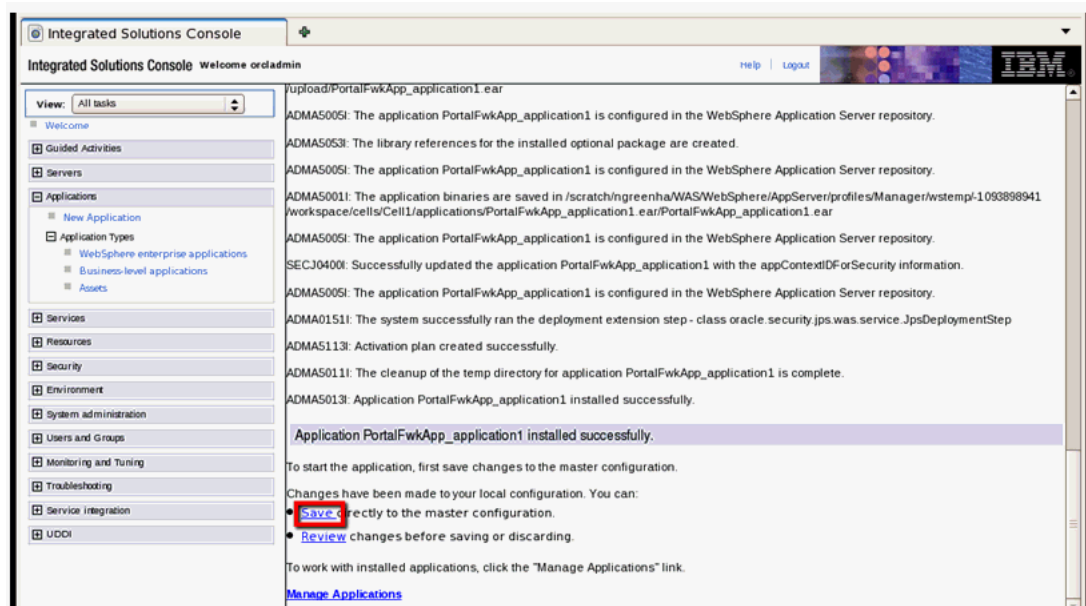 Integrated Solutions Console
Integrated Solutions Console Welcome orcladmin
Help | Logout
IBM.
View: All tasks
Welcome
Guided Activities
Servers
Applications
New Application
Application Types
WebSphere enterprise applications
Business-level applications
Assets
Services
Resources
Security
Environment
System administration
Users and Groups
Monitoring and Tuning
Troubleshooting
Service integration
UDDI
/upload/PortalFwkApp_application1.ear
ADMA5005I: The application PortalFwkApp_application1 is configured in the WebSphere Application Server repository.
ADMA5053I: The library references for the installed optional package are created.
ADMA5005I: The application PortalFwkApp_application1 is configured in the WebSphere Application Server repository.
ADMA5001I: The application binaries are saved in /scratch/ngreenha/WAS/WebSphere/AppServer/profiles/Manager/wstemp/-1093898941
/workspace/cells/Cell1/applications/PortalFwkApp_application1.ear/PortalFwkApp_application1.ear
ADMA5005I: The application PortalFwkApp_application1 is configured in the WebSphere Application Server repository.
SECJ0400I: Successfully updated the application PortalFwkApp_application1 with the appContextIDForSecurity information.
ADMA5005I: The application PortalFwkApp_application1 is configured in the WebSphere Application Server repository.
ADMA0151I: The system successfully ran the deployment extension step - class oracle.security.jps.was.service.JpsDeploymentStep
ADMA5113I: Activation plan created successfully.
ADMA5011I: The cleanup of the temp directory for application PortalFwkApp_application1 is complete.
ADMA5013I: Application PortalFwkApp_application1 installed successfully.
Application PortalFwkApp_application1 installed successfully.
To start the application, first save changes to the master configuration.
Changes have been made to your local configuration. You can:
Save directly to the master configuration.
Review changes before saving or discarding.
To work with installed applications, click the "Manage Applications" link.
Manage Applications